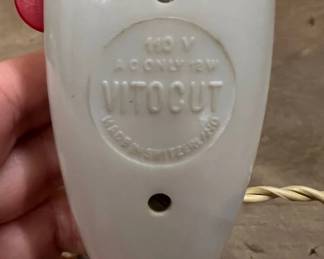 110 V
AC ONLY 12W
VITOCUT
MADE IN SWITZERLAND